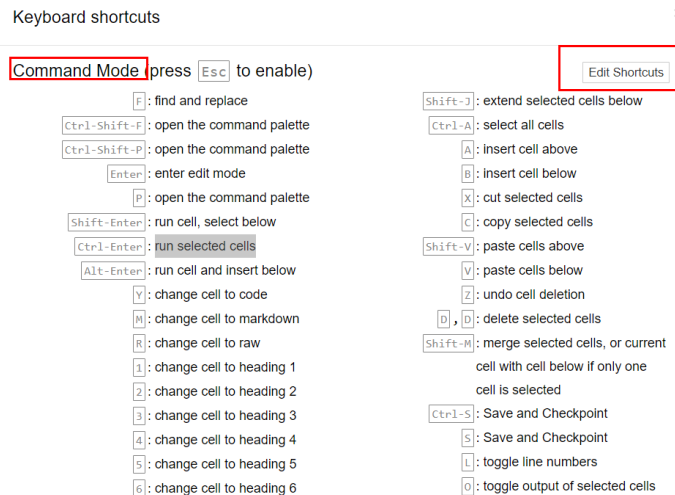 Keyboard shortcuts
Command Mode (press Esc to enable)
Edit Shortcuts
F : find and replace
Ctrl-Shift-F : open the command palette
Ctrl-Shift-P : open the command palette
Enter : enter edit mode
P : open the command palette
Shift-Enter : run cell, select below
Ctrl-Enter : run selected cells
Alt-Enter : run cell and insert below
Y : change cell to code
M : change cell to markdown
R : change cell to raw
1 : change cell to heading 1
2 : change cell to heading 2
3 : change cell to heading 3
4 : change cell to heading 4
5 : change cell to heading 5
6 : change cell to heading 6
Shift-J : extend selected cells below
Ctrl-A : select all cells
A : insert cell above
B : insert cell below
X : cut selected cells
C : copy selected cells
Shift-V : paste cells above
V : paste cells below
Z : undo cell deletion
D , D : delete selected cells
Shift-M : merge selected cells, or current
cell with cell below if only one
cell is selected
Ctrl-S : Save and Checkpoint
S : Save and Checkpoint
L : toggle line numbers
O : toggle output of selected cells